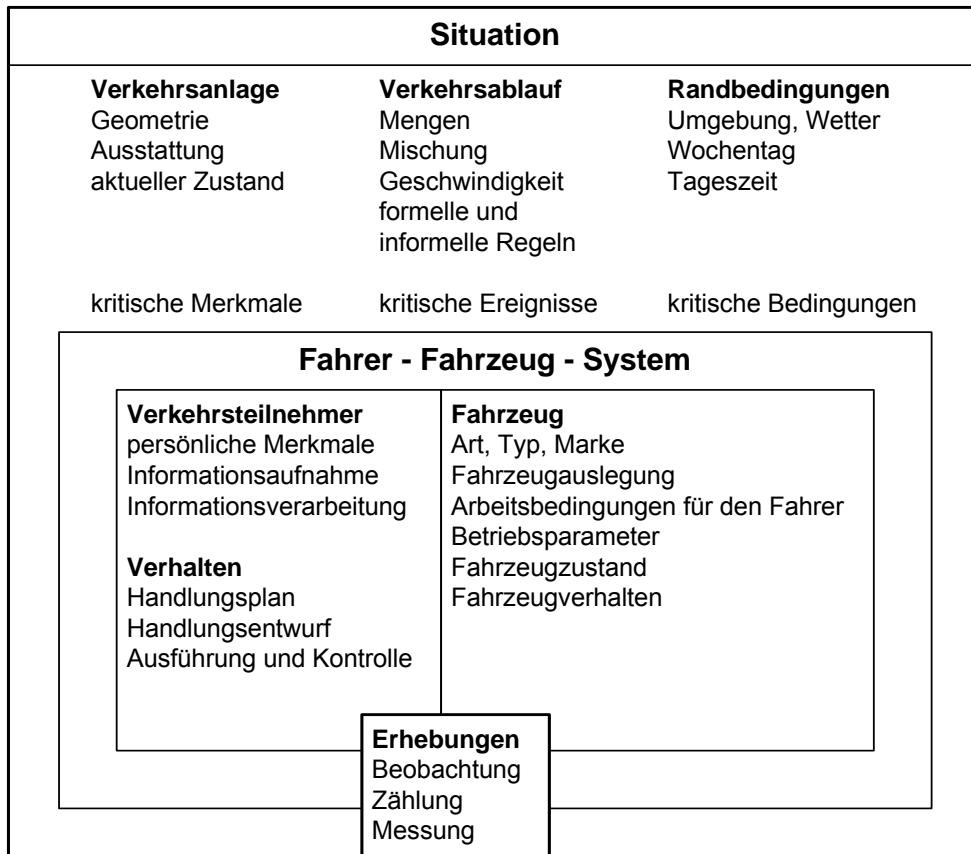 Situation
Verkehrsanlage
Geometrie
Ausstattung
aktueller Zustand
kritische Merkmale
Verkehrsablauf
Mengen
Mischung
Geschwindigkeit
formelle und
informelle Regeln
kritische Ereignisse
Randbedingungen
Umgebung, Wetter
Wochentag
Tageszeit
kritische Bedingungen
Fahrer - Fahrzeug - System
Verkehrsteilnehmer
persönliche Merkmale
Informationsaufnahme
Informationsverarbeitung
Verhalten
Handlungsplan
Handlungsentwurf
Ausführung und Kontrolle
Fahrzeug
Art, Typ, Marke
Fahrzeugauslegung
Arbeitsbedingungen für den Fahrer
Betriebsparameter
Fahrzeugzustand
Fahrzeugverhalten
Erhebungen
Beobachtung
Zählung
Messung